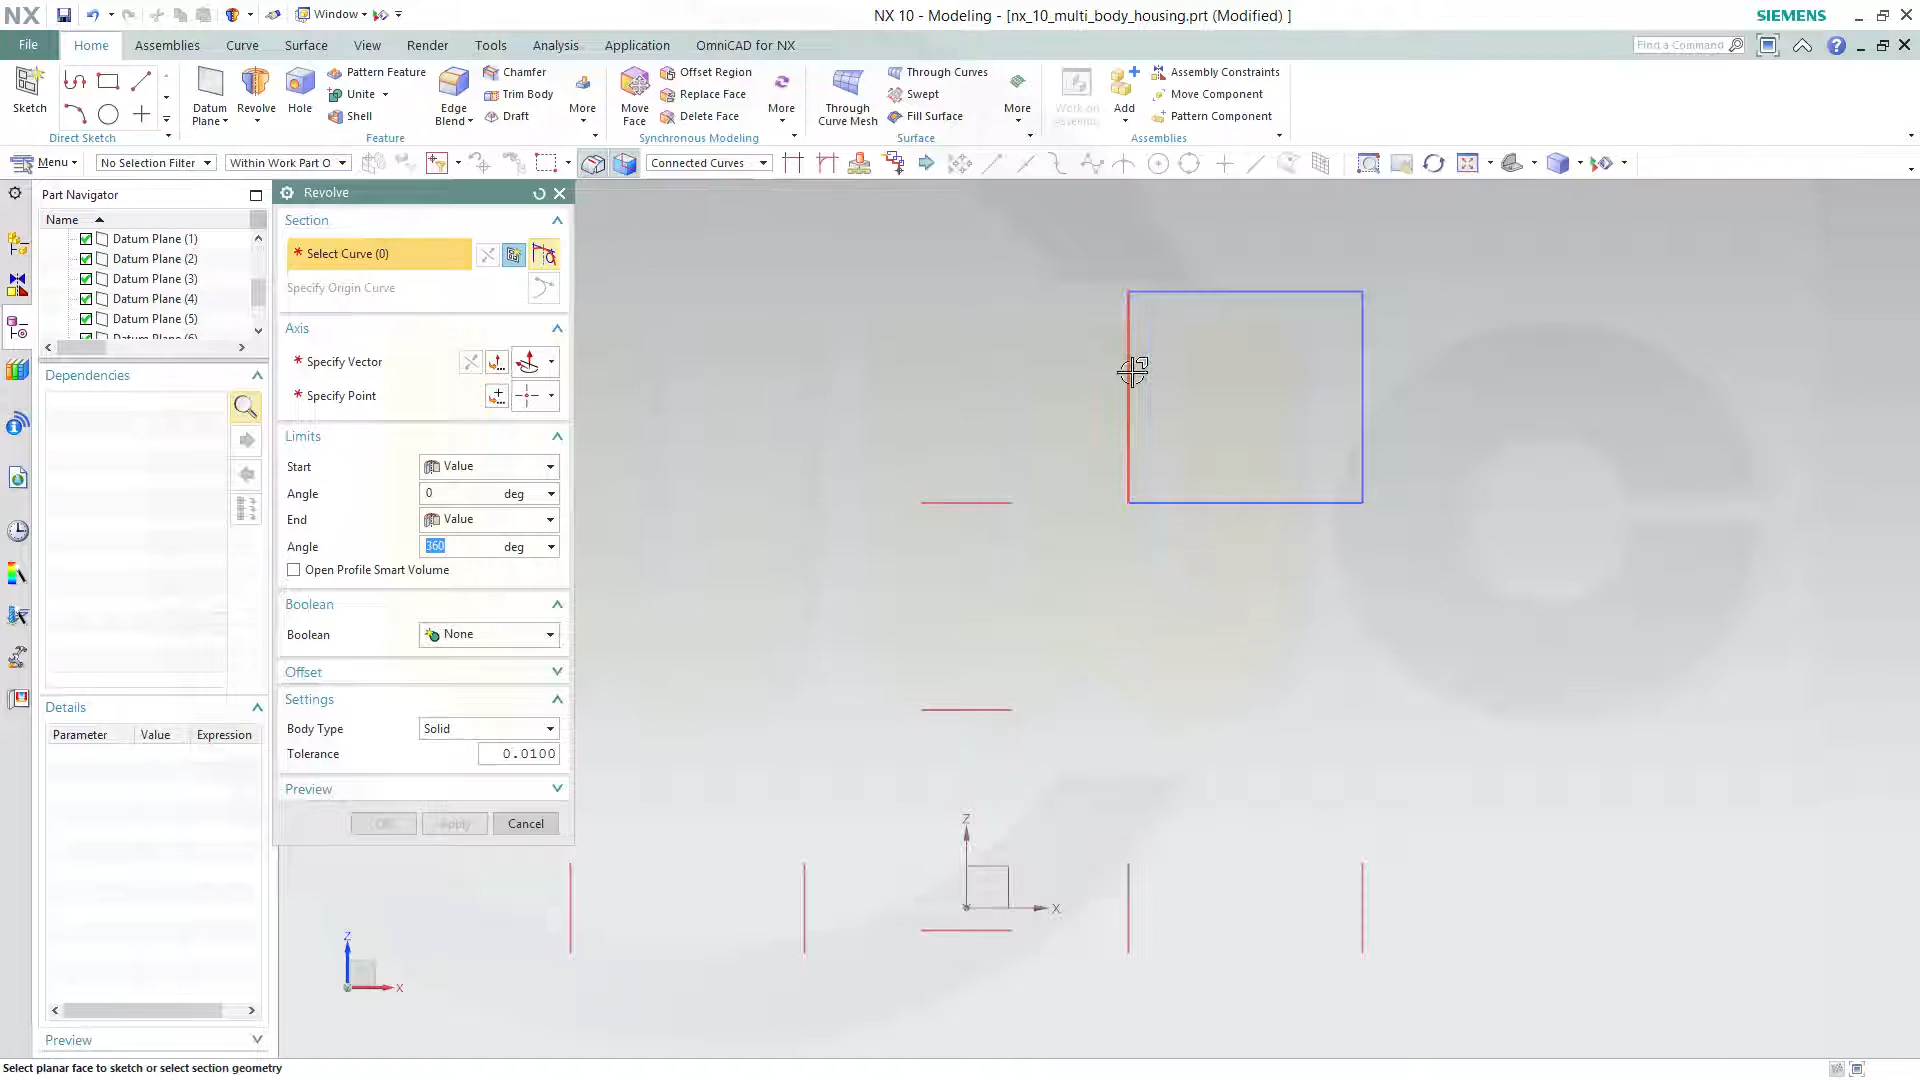 NX
Window
NX 10 - Modeling - [nx_10_multi_body_housing.prt (Modified) ]
SIEMENS
File
Home
Assemblies
Curve
Surface
View
Render
Tools
Analysis
Application
OmniCAD for NX
Find a Command
Sketch
Direct Sketch
Datum Plane
Revolve
Hole
Pattern Feature
Unite
Shell
Edge Blend
Chamfer
Trim Body
Draft
More
Feature
Move Face
Offset Region
Replace Face
Delete Face
More
Synchronous Modeling
Through Curve Mesh
Through Curves
Swept
Fill Surface
More
Surface
Work on Assembly
Add
Assembly Constraints
Move Component
Pattern Component
Assemblies
Menu
No Selection Filter
Within Work Part O
Connected Curves
Part Navigator
Name
Datum Plane (1)
Datum Plane (2)
Datum Plane (3)
Datum Plane (4)
Datum Plane (5)
Dependencies
Details
Parameter
Value
Expression
Preview
Revolve
Section
* Select Curve (0)
Specify Origin Curve
Axis
* Specify Vector
* Specify Point
Limits
Start
Value
Angle
0
deg
End
Value
Angle
360
deg
Open Profile Smart Volume
Boolean
Boolean
None
Offset
Settings
Body Type
Solid
Tolerance
0.0100
Preview
OK
Apply
Cancel
Z
X
Z
X
Select planar face to sketch or select section geometry